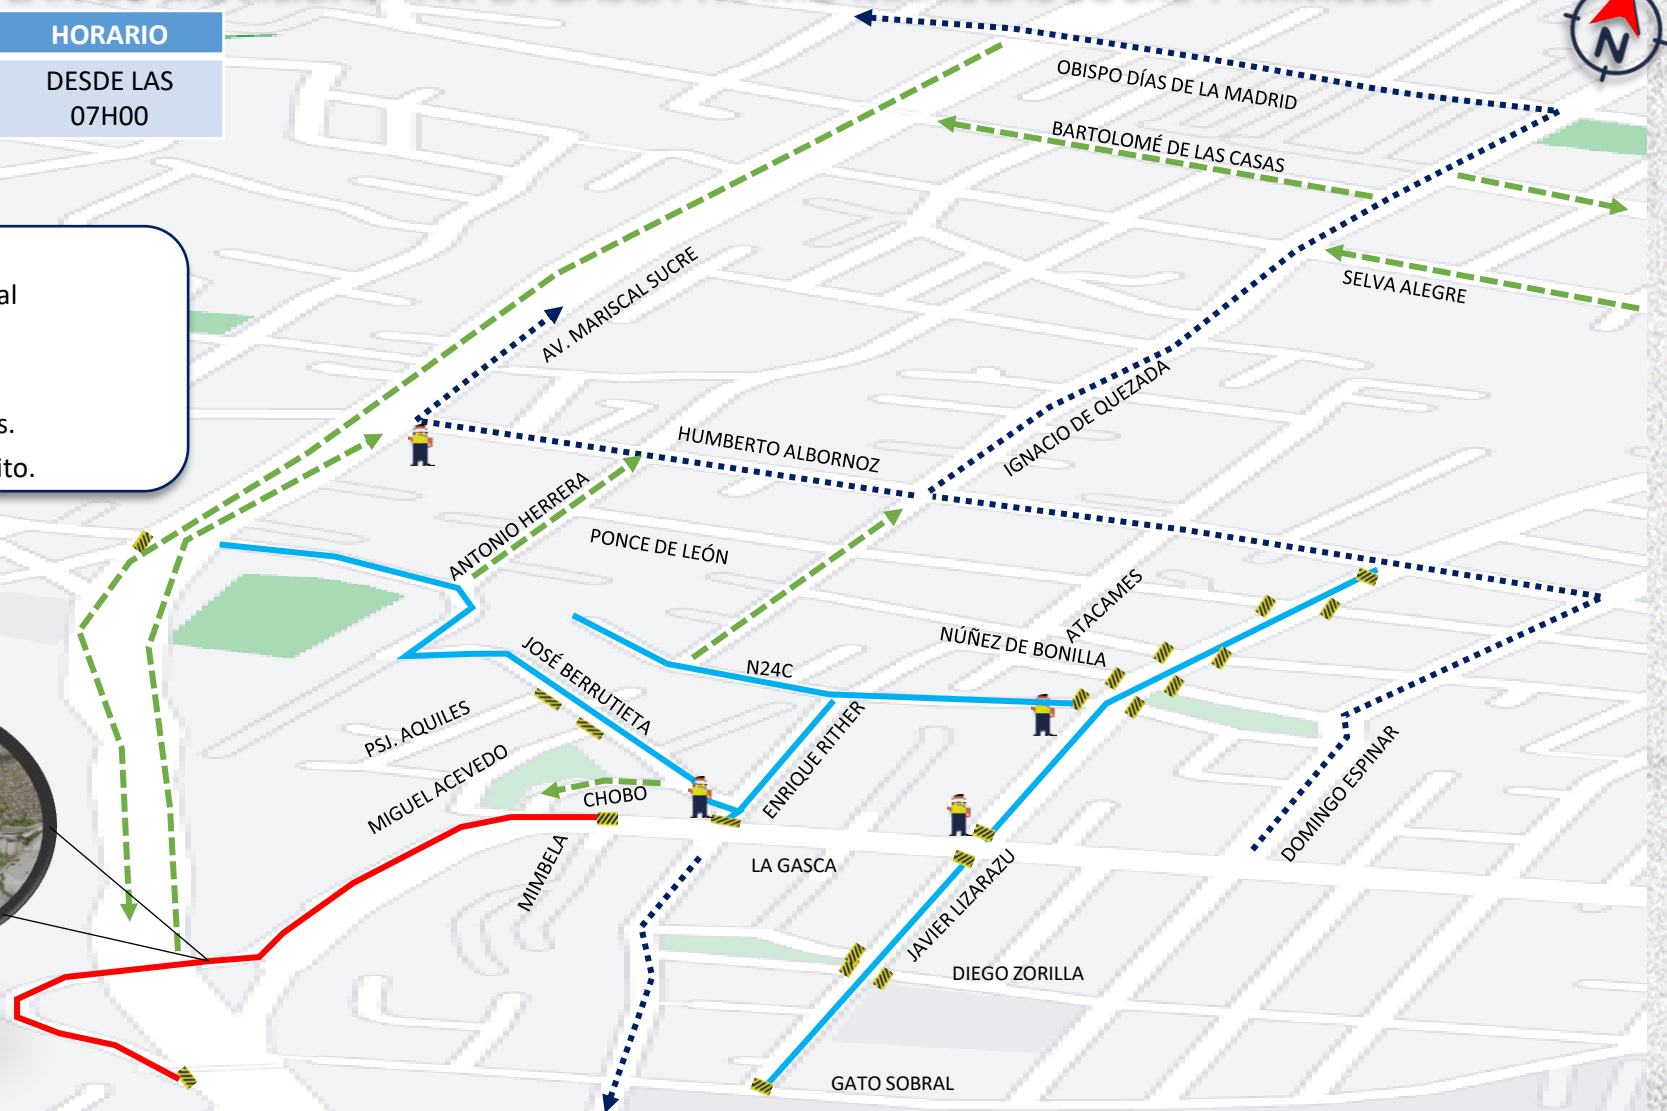 HORARIO
DESDE LAS
07H00
N
OBISPO DÍAS DE LA MADRID
BARTOLOMÉ DE LAS CASAS
SELVA ALEGRE
AV. MARISCAL SUCRE
al
s.
ito.
IGNACIO DE QUEZADA
HUMBERTO ALBORNOZ
ANTONIO HERRERA
PONCE DE LEÓN
ATACAMES
NÚÑEZ DE BONILLA
N24C
JOSÉ BERRUTIETA
PSJ. AQUILES
MIGUEL ACEVEDO
CHOBO
ENRIQUE RITHER
DOMINGO ESPINAR
MIMBELA
LA GASCA
JAVIER LIZARAZU
DIEGO ZORILLA
GATO SOBRAL